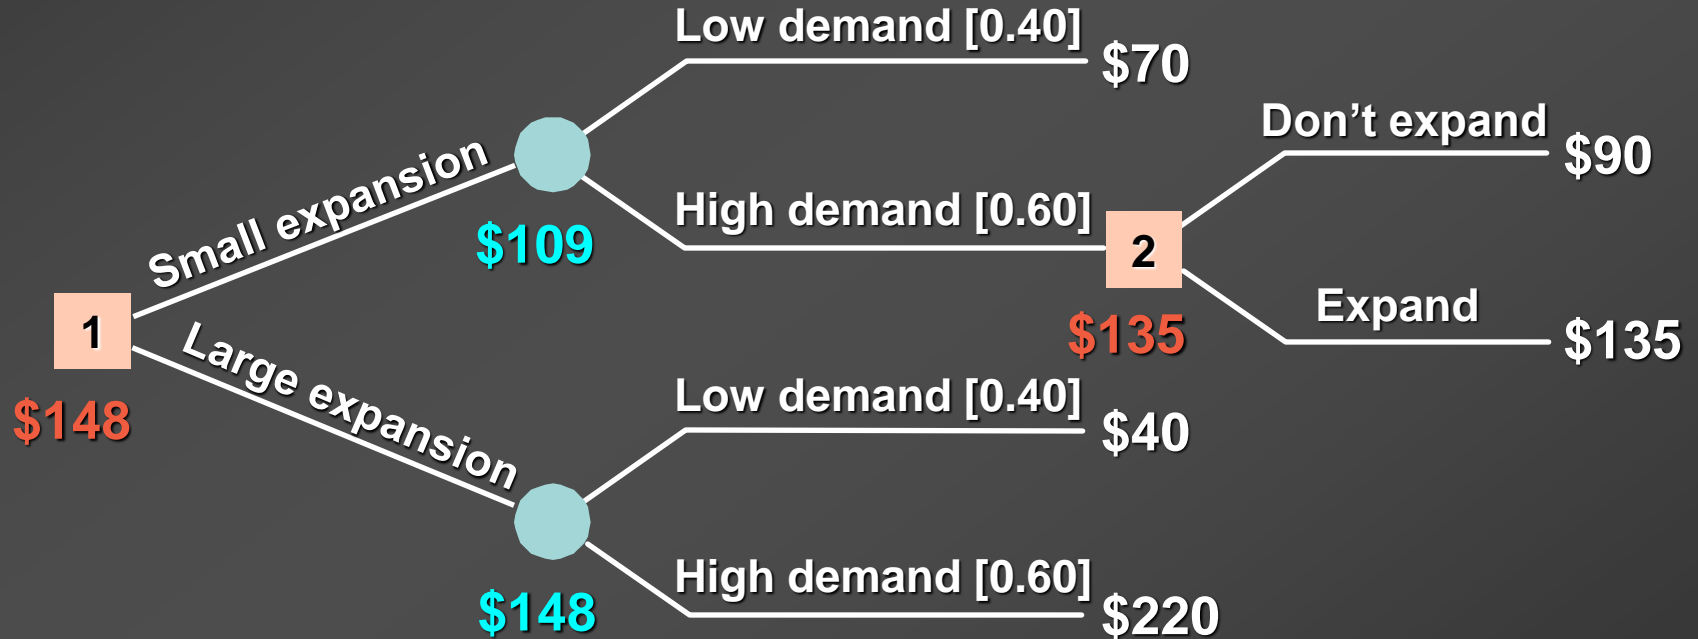 Low demand [0.40]
$70
Don’t expand
$90
Small expansion
High demand [0.60]
$109
2
1
Expand
$135
$135
Large expansion
Low demand [0.40]
$148
$40
High demand [0.60]
$148
$220